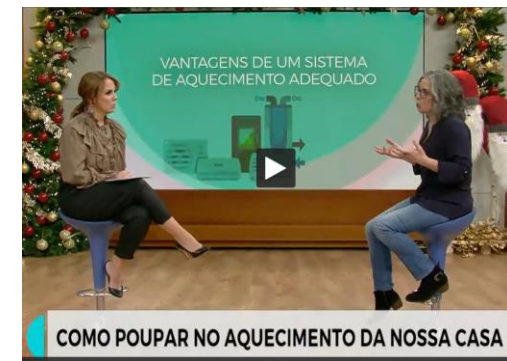 VANTAGENS DE UM SISTEMA
DE AQUECIMENTO ADEQUADO
COMO POUPAR NO AQUECIMENTO DA NOSSA CASA